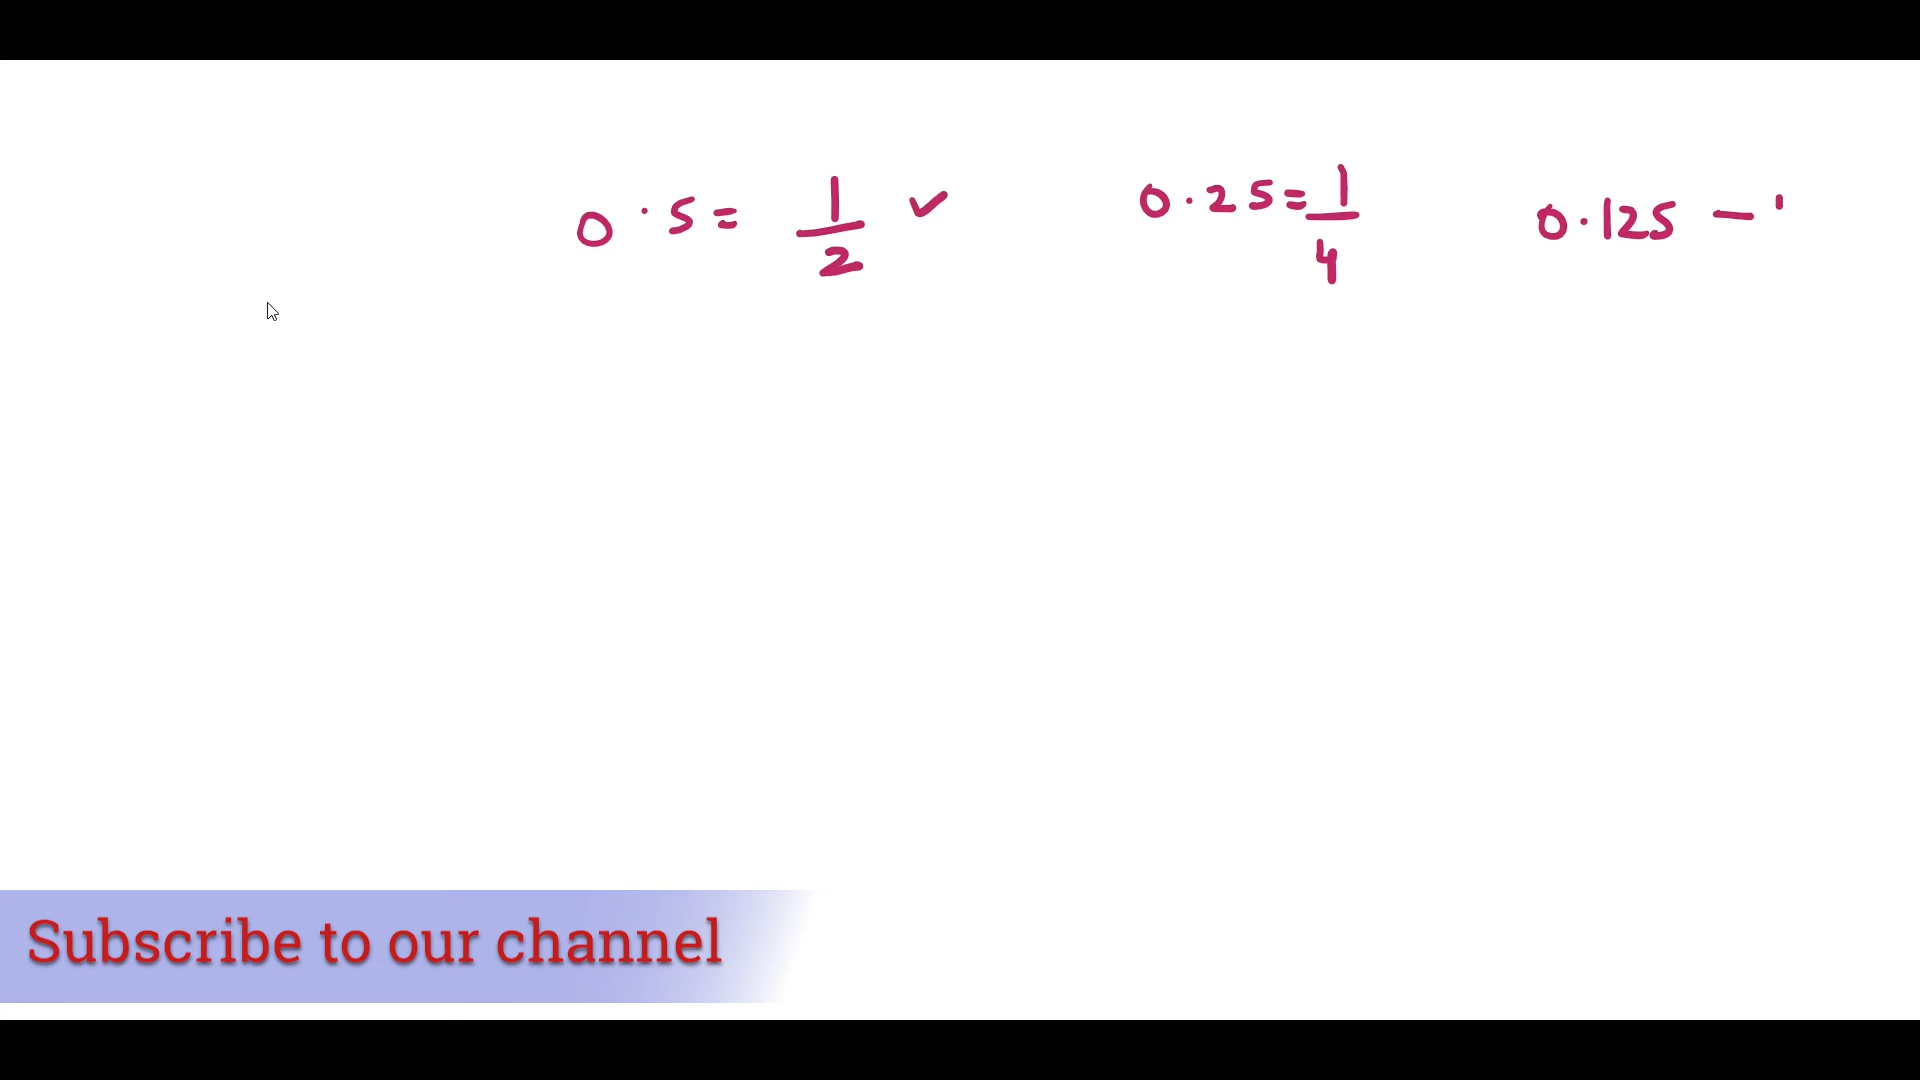 0.5 = 1/2 ✓ 0.25 = 1/4 0.125 — '
Subscribe to our channel